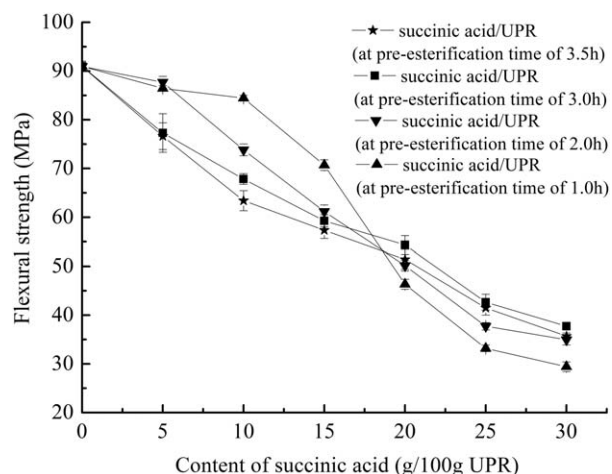 100
90
80
70
60
50
40
30
20
Flexural strength (MPa)
succinic acid/UPR
(at pre-esterification time of 3.5h)
succinic acid/UPR
(at pre-esterification time of 3.0h)
succinic acid/UPR
(at pre-esterification time of 2.0h)
succinic acid/UPR
(at pre-esterification time of 1.0h)
0 5 10 15 20 25 30
Content of succinic acid (g/100g UPR)